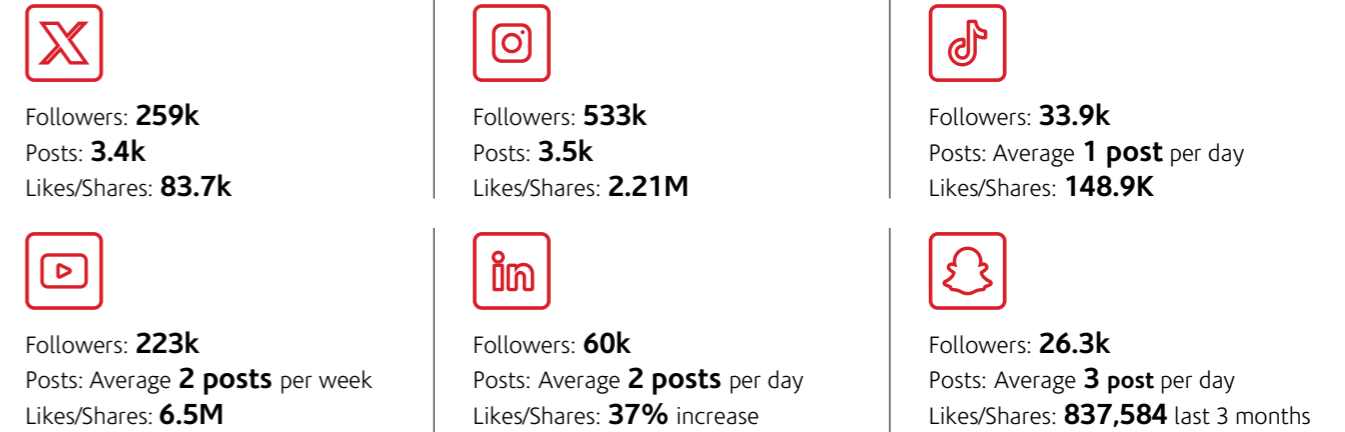 X
Followers: 259k
Posts: 3.4k
Likes/Shares: 83.7k
Followers: 533k
Posts: 3.5k
Likes/Shares: 2.21M
Followers: 33.9k
Posts: Average 1 post per day
Likes/Shares: 148.9K
Followers: 223k
Posts: Average 2 posts per week
Likes/Shares: 6.5M
in
Followers: 60k
Posts: Average 2 posts per day
Likes/Shares: 37% increase
Followers: 26.3k
Posts: Average 3 post per day
Likes/Shares: 837,584 last 3 months